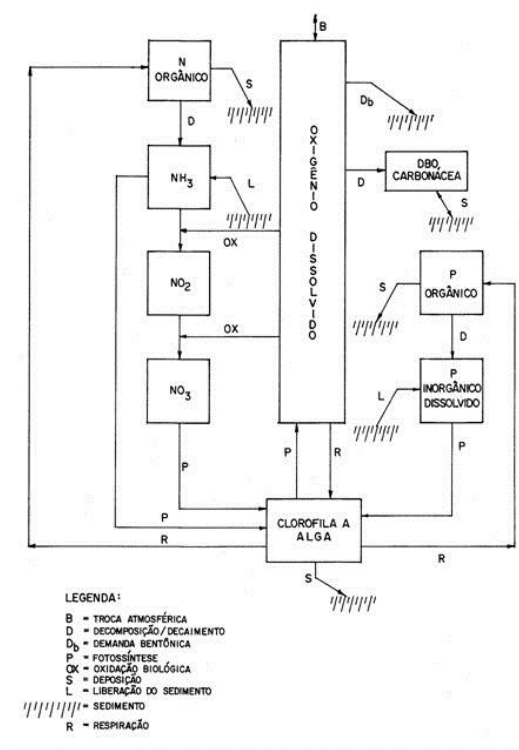 B
N
ORGÂNICO
S
D
NH3
L
OX
NO2
OX
NO3
P
P
R
OXIGÊNIO DISSOLVIDO
Db
D
DBO,
CARBONÁCEA
S
P
ORGÂNICO
S
D
P
INORGÂNICO
DISSOLVIDO
L
P
P
R
CLOROFILA A
ALGA
R
S
LEGENDA:
B = TROCA ATMOSFÉRICA
D = DECOMPOSIÇÃO/DECAIMENTO
Db = DEMANDA BENTÔNICA
P = FOTOSSÍNTESE
OX = OXIDAÇÃO BIOLÓGICA
S = DEPOSIÇÃO
L = LIBERAÇÃO DO SEDIMENTO
= SEDIMENTO
R = RESPIRAÇÃO